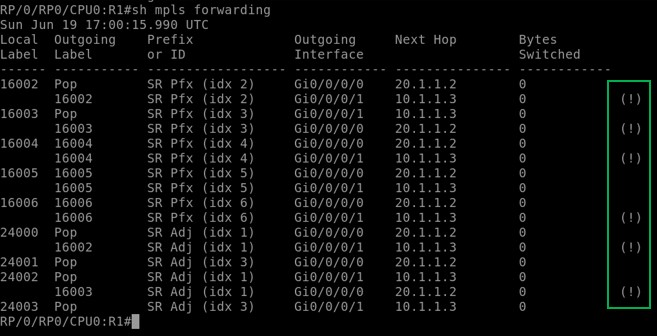 RP/0/RP0/CPU0:R1#sh mpls forwarding
Sun Jun 19 17:00:15.990 UTC
Local  Outgoing    Prefix             Outgoing     Next Hop        Bytes
Label  Label       or ID              Interface                    Switched
------ ----------- ------------------ ------------ --------------- ------------
16002  Pop         SR Pfx (idx 2)     Gi0/0/0/0    20.1.1.2        0
       16002       SR Pfx (idx 2)     Gi0/0/0/1    10.1.1.3        0            (!)
16003  Pop         SR Pfx (idx 3)     Gi0/0/0/1    10.1.1.3        0
       16003       SR Pfx (idx 3)     Gi0/0/0/0    20.1.1.2        0            (!)
16004  16004       SR Pfx (idx 4)     Gi0/0/0/0    20.1.1.2        0
       16004       SR Pfx (idx 4)     Gi0/0/0/1    10.1.1.3        0            (!)
16005  16005       SR Pfx (idx 5)     Gi0/0/0/0    20.1.1.2        0
       16005       SR Pfx (idx 5)     Gi0/0/0/1    10.1.1.3        0
16006  16006       SR Pfx (idx 6)     Gi0/0/0/0    20.1.1.2        0
       16006       SR Pfx (idx 6)     Gi0/0/0/1    10.1.1.3        0            (!)
24000  Pop         SR Adj (idx 1)     Gi0/0/0/0    20.1.1.2        0
       16002       SR Adj (idx 1)     Gi0/0/0/1    10.1.1.3        0            (!)
24001  Pop         SR Adj (idx 3)     Gi0/0/0/0    20.1.1.2        0
24002  Pop         SR Adj (idx 1)     Gi0/0/0/1    10.1.1.3        0
       16003       SR Adj (idx 1)     Gi0/0/0/0    20.1.1.2        0            (!)
24003  Pop         SR Adj (idx 3)     Gi0/0/0/1    10.1.1.3        0
RP/0/RP0/CPU0:R1#